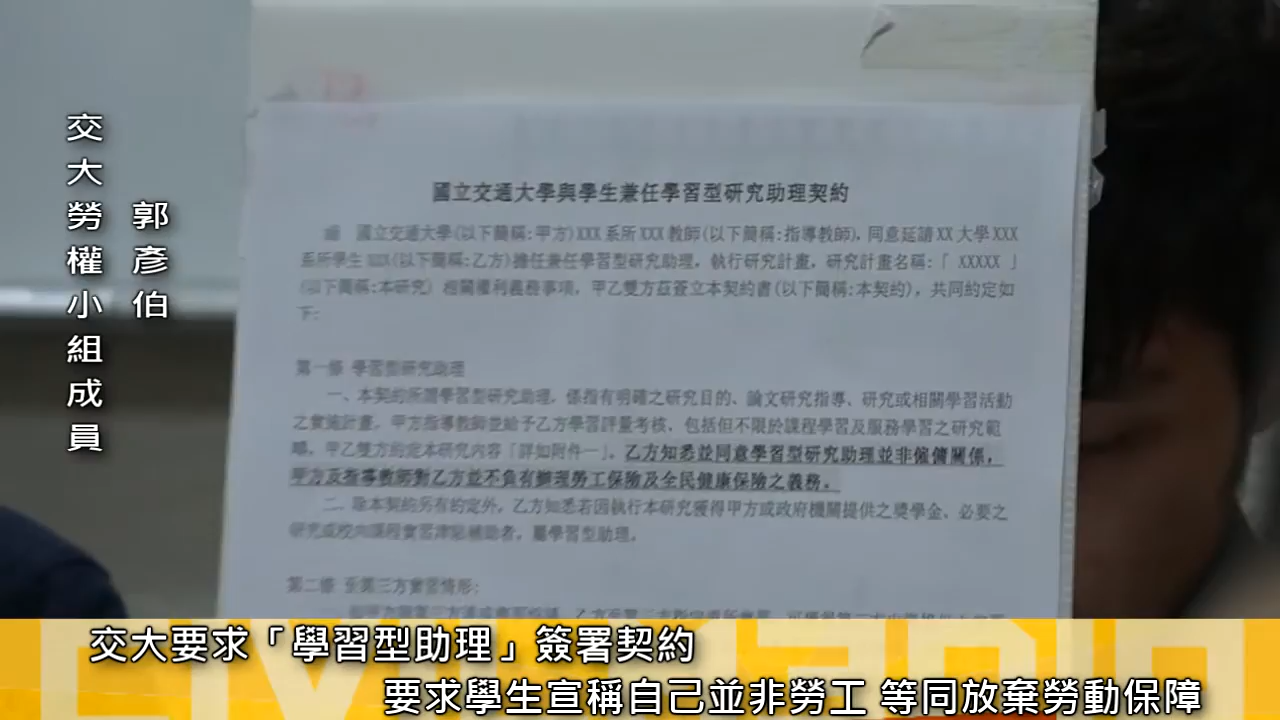 交大勞權小組成員
郭彥伯
國立交通大學與學生兼任學習型研究助理契約
國立交通大學(以下簡稱:甲方)XXX系所XXX教師(以下簡稱:指導教師), 同意延請XX大學XXX
系所學生XXX(以下簡稱:乙方)擔任兼任學習型研究助理, 執行研究計畫, 研究計畫名稱:「 XXXXX 」
(以下簡稱:本研究) 相關權利義務事項, 甲乙雙方茲簽立本契約書(以下簡稱:本契約), 共同約定如
下:
第一條 學習型研究助理
一、本契約所謂學習型研究助理, 係指有明確之研究目的、論文研究指導、研究或相關學習活動
之實施計畫, 甲方指導教師並給予乙方學習評量考核, 包括但不限於課程學習及服務學習之研究範
疇, 甲乙雙方約定本研究內容「詳如附件一」, 乙方知悉並同意學習型研究助理並非僱傭關係,
甲方及指導教師對乙方並不負有辦理勞工保險及全民健康保險之義務。
二、除本契約另有約定外, 乙方知悉若因執行本研究獲得甲方或政府機關提供之獎學金、必要之
研究或校內課程實習津貼補助者, 屬學習型助理。
第二條 至第三方實習情形:
交大要求「學習型助理」簽署契約
要求學生宣稱自己並非勞工 等同放棄勞動保障